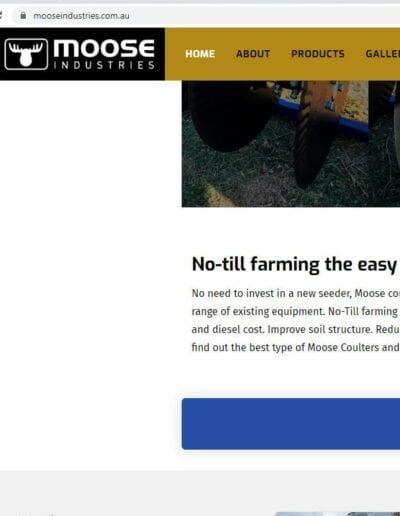 mooseindustries.com.au
MOOSE
INDUSTRIES
HOME ABOUT PRODUCTS GALLE
No-till farming the easy
No need to invest in a new seeder, Moose co
range of existing equipment. No-Till farming
and diesel cost. Improve soil structure. Redu
find out the best type of Moose Coulters and